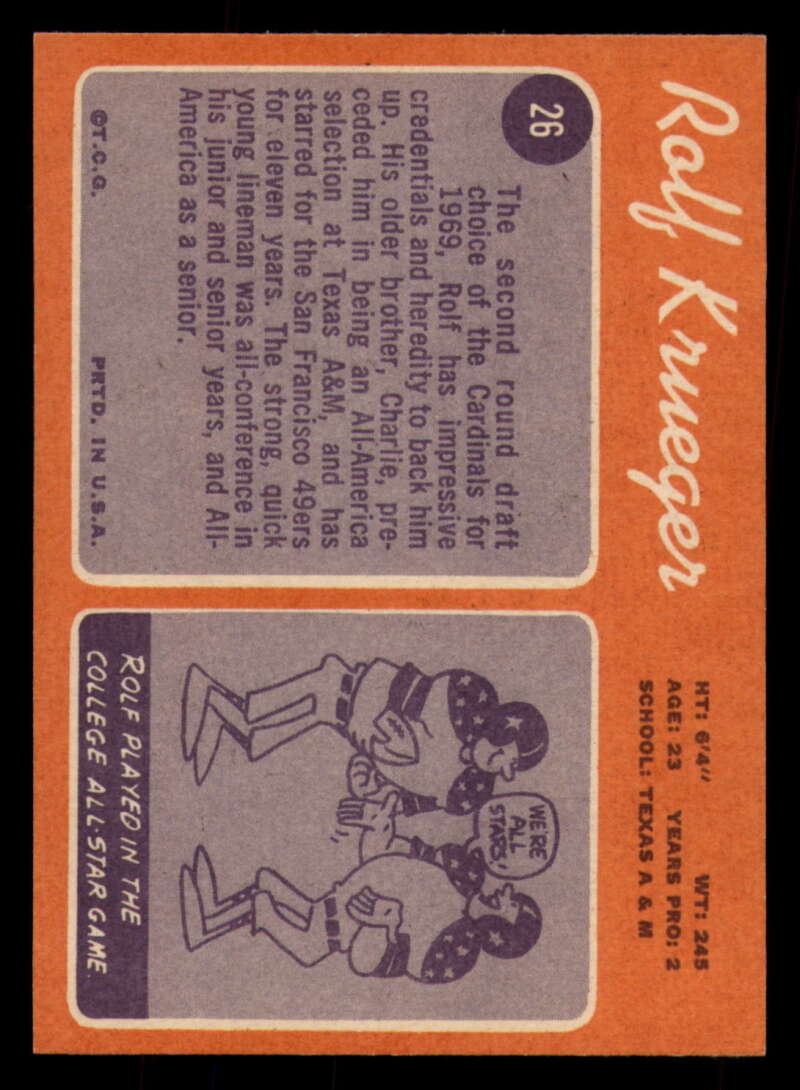 Rolf Krueger
HT: 6'4" WT: 245
AGE: 23 YEARS PRO: 2
SCHOOL: TEXAS A & M
26
The second round draft
choice of the Cardinals for
1969, Rolf has impressive
credentials and heredity to back him
up. His older brother, Charlie, pre-
ceded him in being an All-America
selection at Texas A&M, and has
starred for the San Francisco 49ers
for eleven years. The strong, quick
young lineman was all-conference in
his junior and senior years, and All-
America as a senior.
©T.C.G. PRTD. IN U.S.A.
WE'RE
ALL
STARS.
ROLF PLAYED IN THE
COLLEGE ALL-STAR GAME.